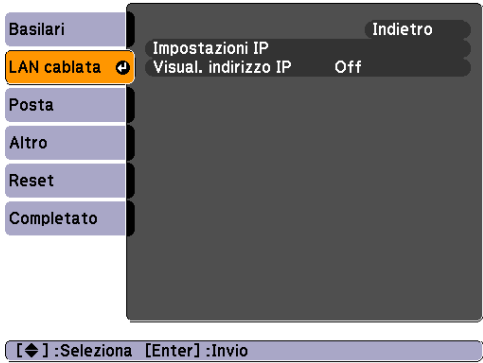 Basilari
LAN cablata
Posta
Altro
Reset
Completato
Indietro
Impostazioni IP
Visual. indirizzo IP Off
[◆] :Seleziona [Enter] :Invio